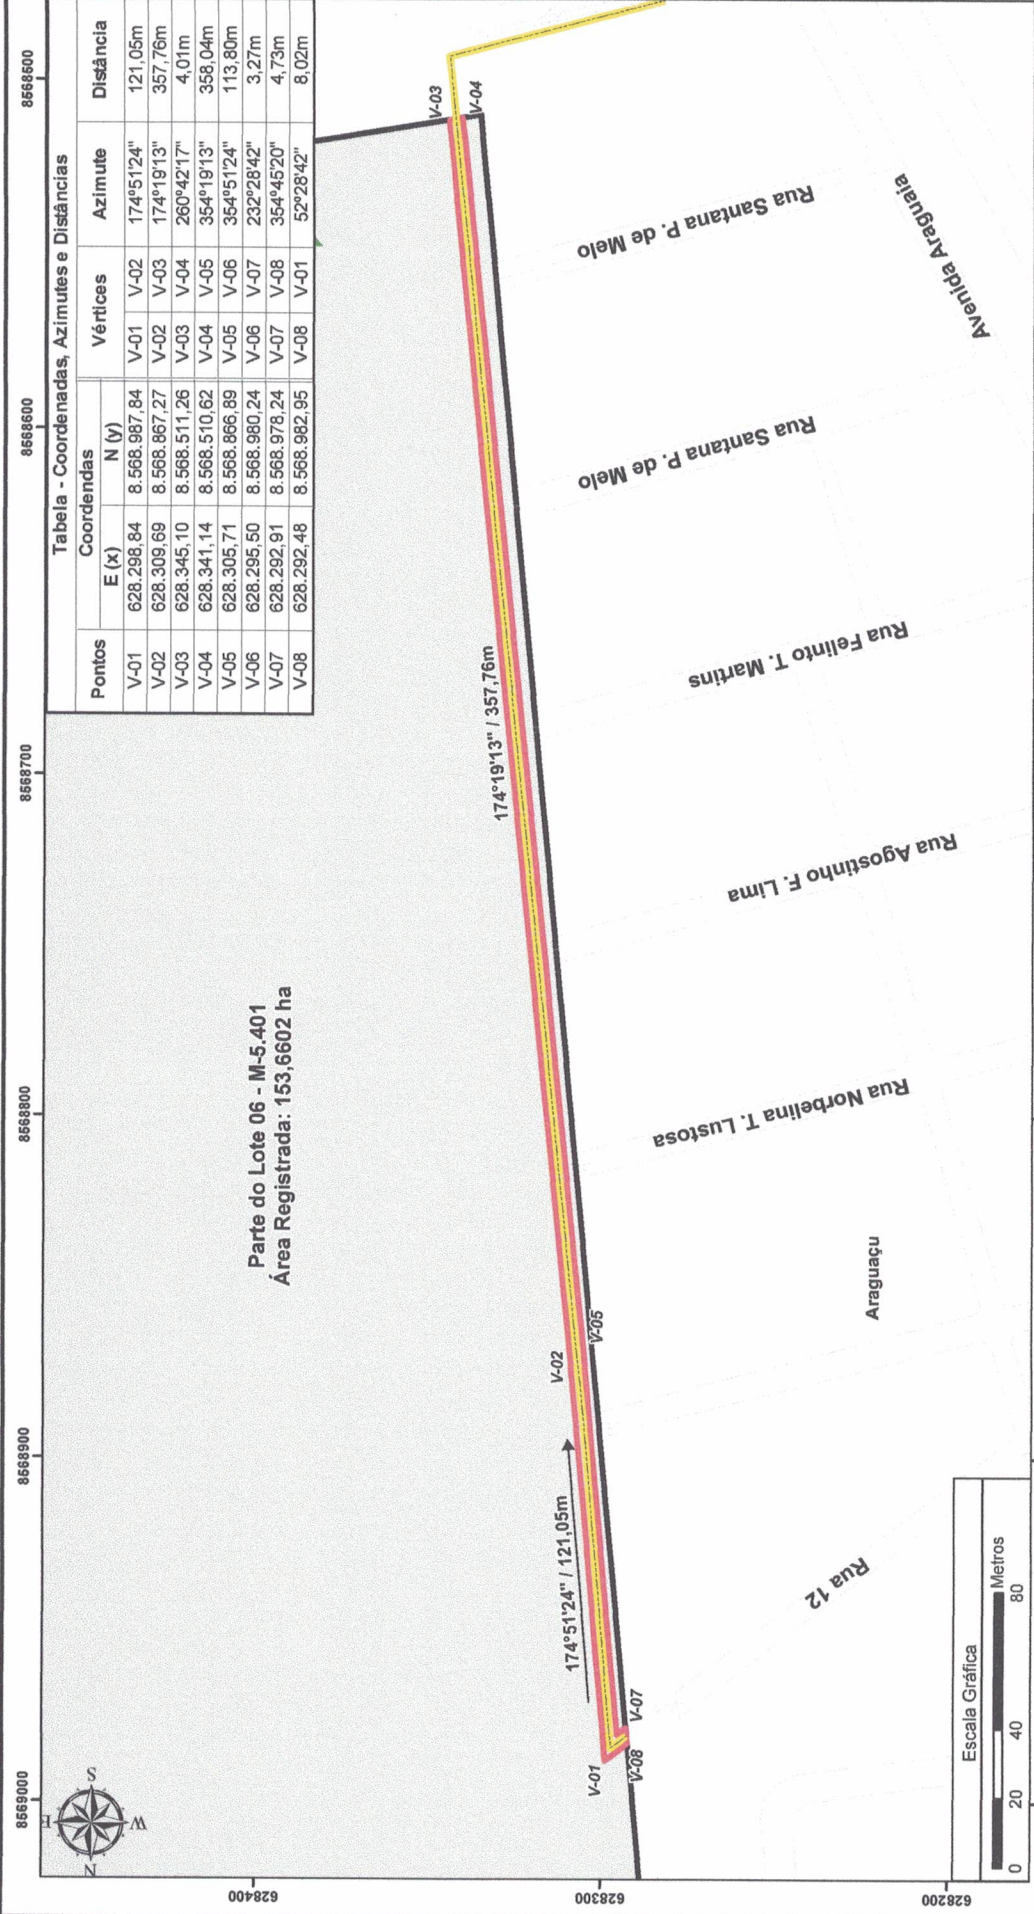 Tabela - Coordenadas, Azimutes e Distâncias
Pontos Coordendas Vértices Azimute Distância
E (x) N (y)
V-01 628.298,84 8.568.987,84 V-01 V-02 174°51'24" 121,05m
V-02 628.309,69 8.568.867,27 V-02 V-03 174°19'13" 357,76m
V-03 628.345,10 8.568.511,26 V-03 V-04 260°42'17" 4,01m
V-04 628.341,14 8.568.510,62 V-04 V-05 354°19'13" 358,04m
V-05 628.305,71 8.568.866,89 V-05 V-06 354°51'24" 113,80m
V-06 628.295,50 8.568.980,24 V-06 V-07 232°28'42" 3,27m
V-07 628.292,91 8.568.978,24 V-07 V-08 354°45'20" 4,73m
V-08 628.292,48 8.568.982,95 V-08 V-01 52°28'42" 8,02m
8569000
8568900
8568800
8568700
8568600
8568500
628400
628300
628200
N
E
S
W
Parte do Lote 06 - M-5.401
Área Registrada: 153,6602 ha
174°51'24" / 121,05m
174°19'13" / 357,76m
V-01
V-08
V-07
V-02
V-05
V-03
V-04
Rua 12
Araguaçu
Rua Norbelina T. Lustosa
Rua Agostinho F. Lima
Rua Felinto T. Martins
Rua Santana P. de Melo
Rua Santana P. de Melo
Avenida Araguaia
Escala Gráfica
0 20 40 80 Metros